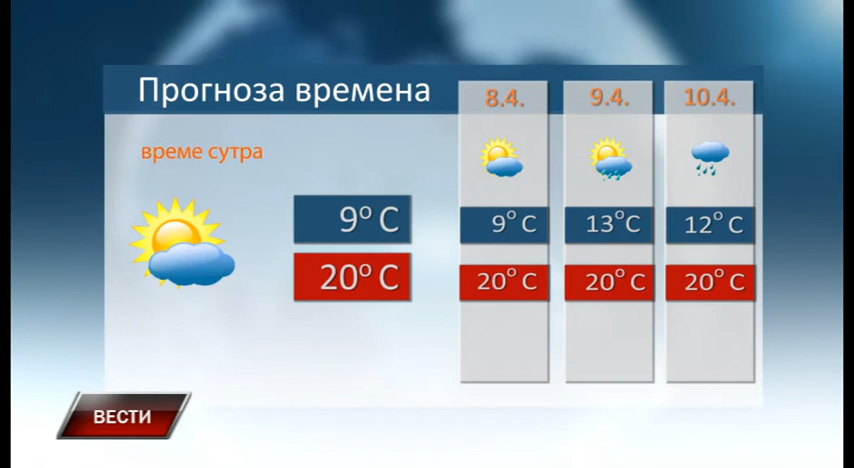 Прогноза времена
време сутра
9° C
20° C
8.4.
9° C
20° C
9.4.
13°C
20° C
10.4.
12° C
20° C
ВЕСТИ